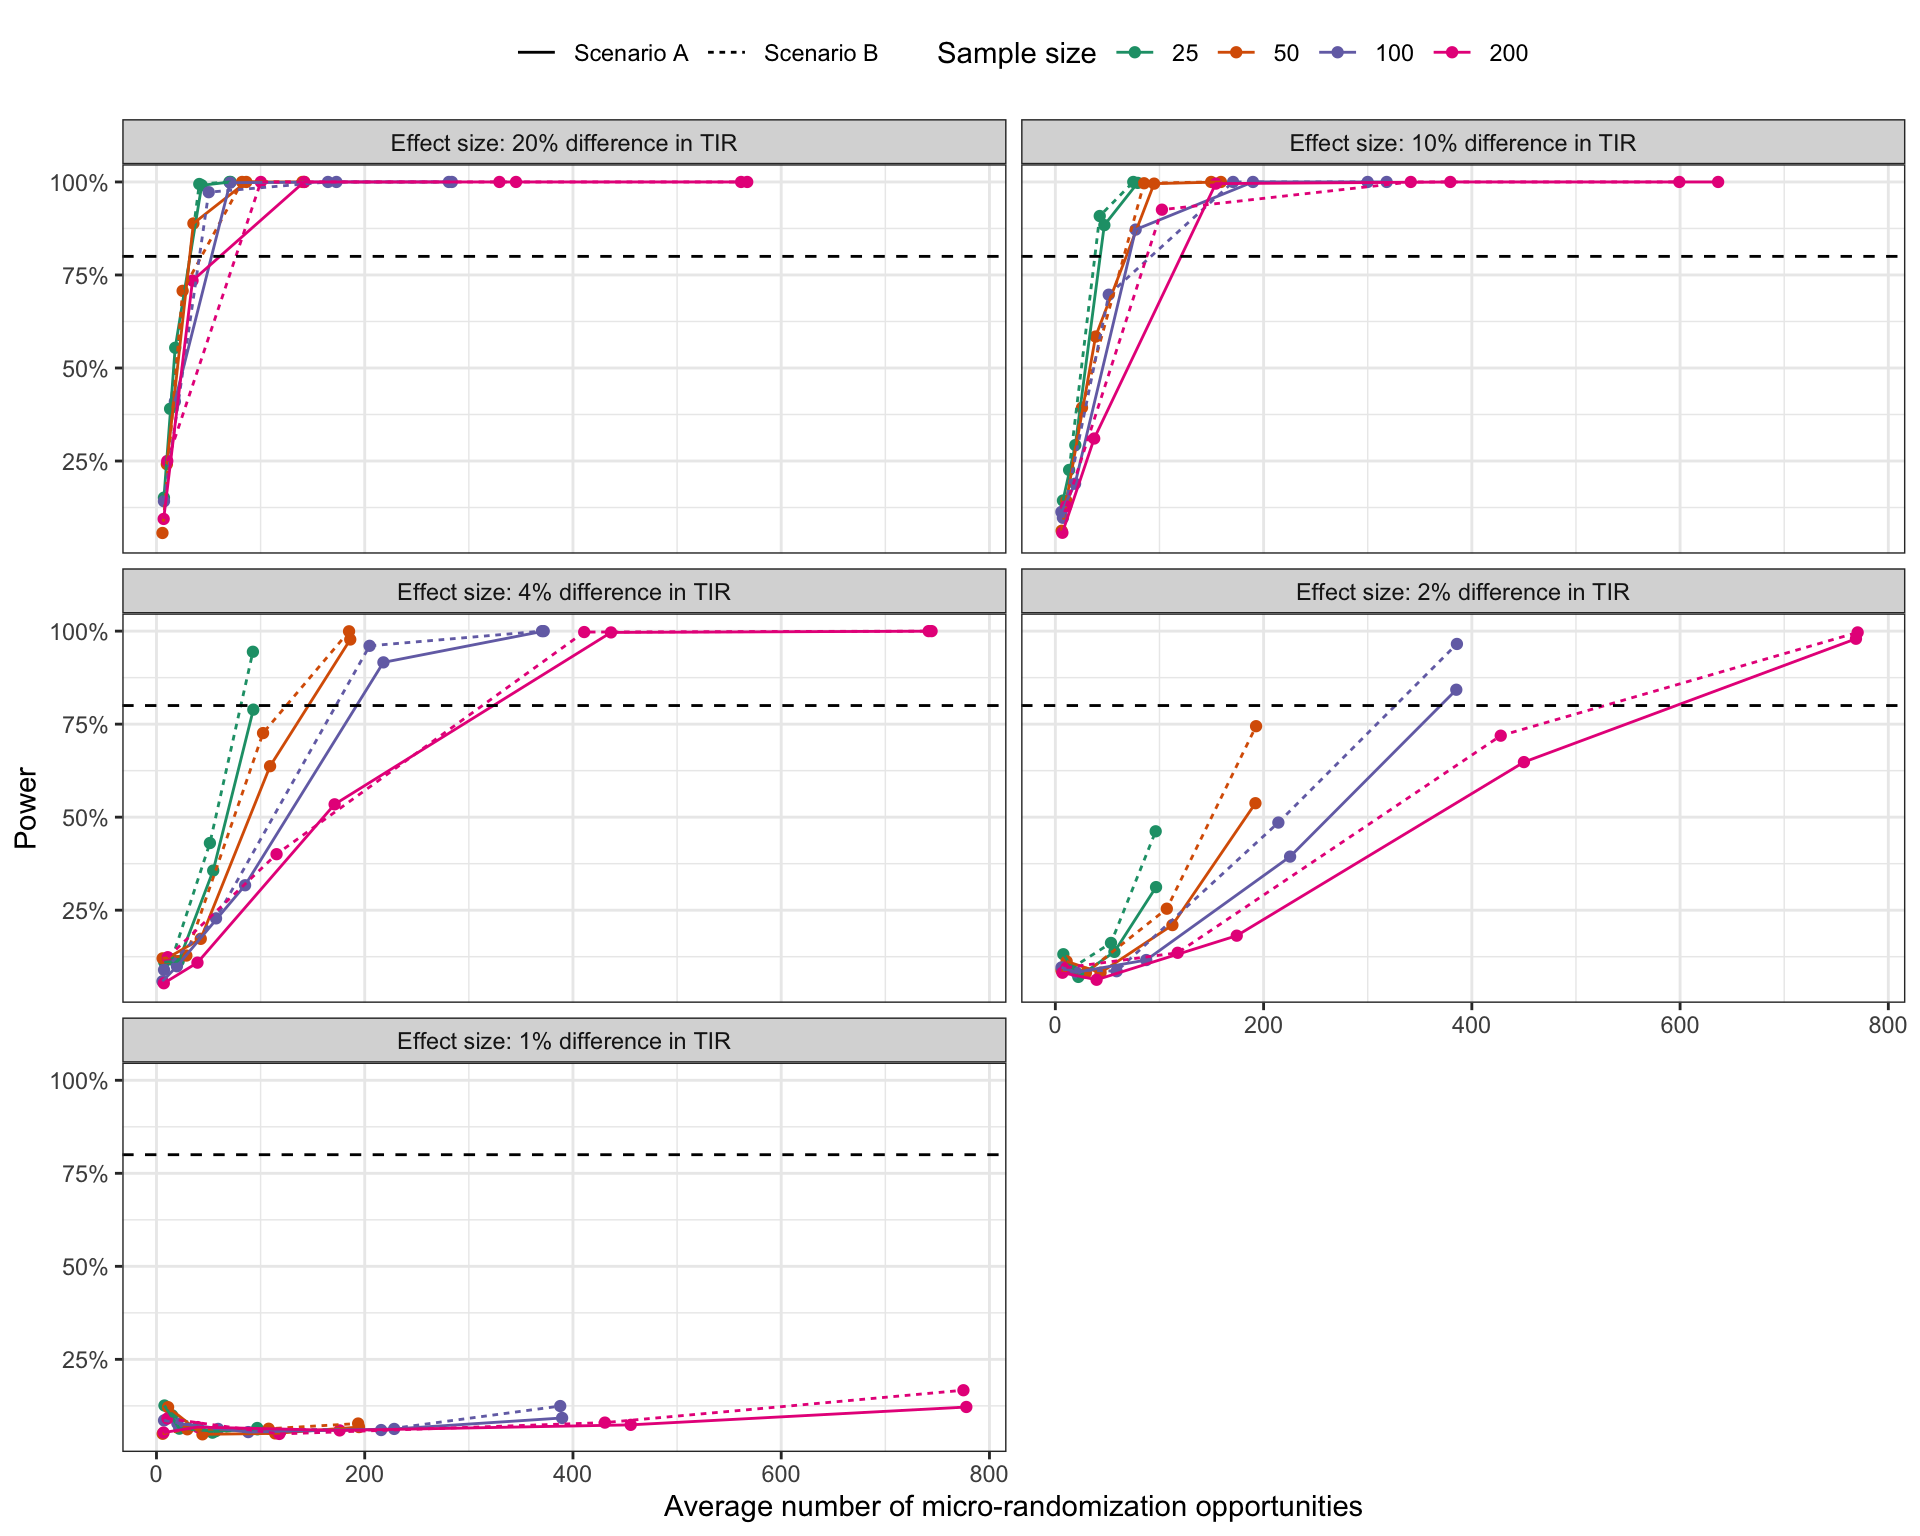 Scenario A Scenario B Sample size 25 50 100 200
Effect size: 20% difference in TIR
Effect size: 10% difference in TIR
100%
75%
50%
25%
Effect size: 4% difference in TIR
Effect size: 2% difference in TIR
100%
75%
50%
25%
0 200 400 600 800
Effect size: 1% difference in TIR
100%
75%
50%
25%
0 200 400 600 800
Power
Average number of micro-randomization opportunities